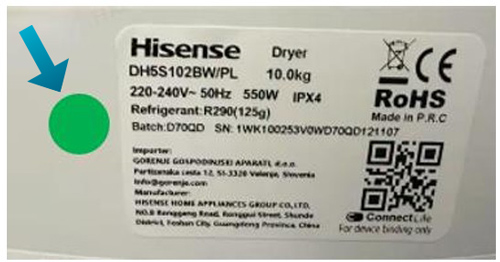 Hisense Dryer
DH5S102BW/PL 10.0kg
220-240V~ 50Hz 550W IPX4
Refrigerant:R290(125g)
Batch:D70QD SN: 1WK100253V0WD70QD121107
RoHS
Made in P.R.C
Importer:
GORENJE GOSPODINJSKI APARATI, d.o.o.
Partizanska cesta 12, SI-3320 Velenje, Slovenia
info@gorenje.com
Manufacturer:
HISENSE HOME APPLIANCES GROUP CO.,LTD.
NO.8 Ronggang Road, Ronggui Street, Shunde
District, Foshan City, Guangdong Province, China
ConnectLife
For device binding only